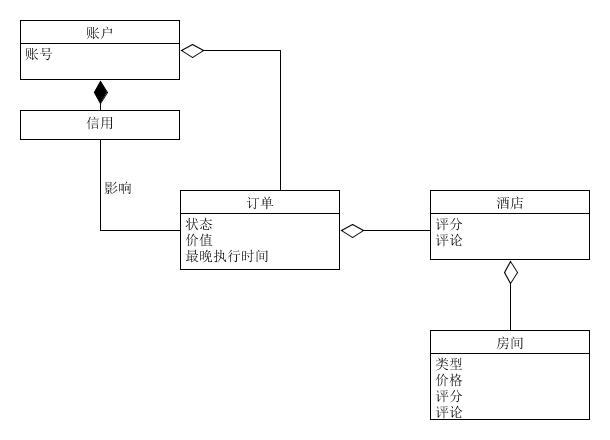 账户
账号
信用
影响
订单
状态
价值
最晚执行时间
酒店
评分
评论
房间
类型
价格
评分
评论